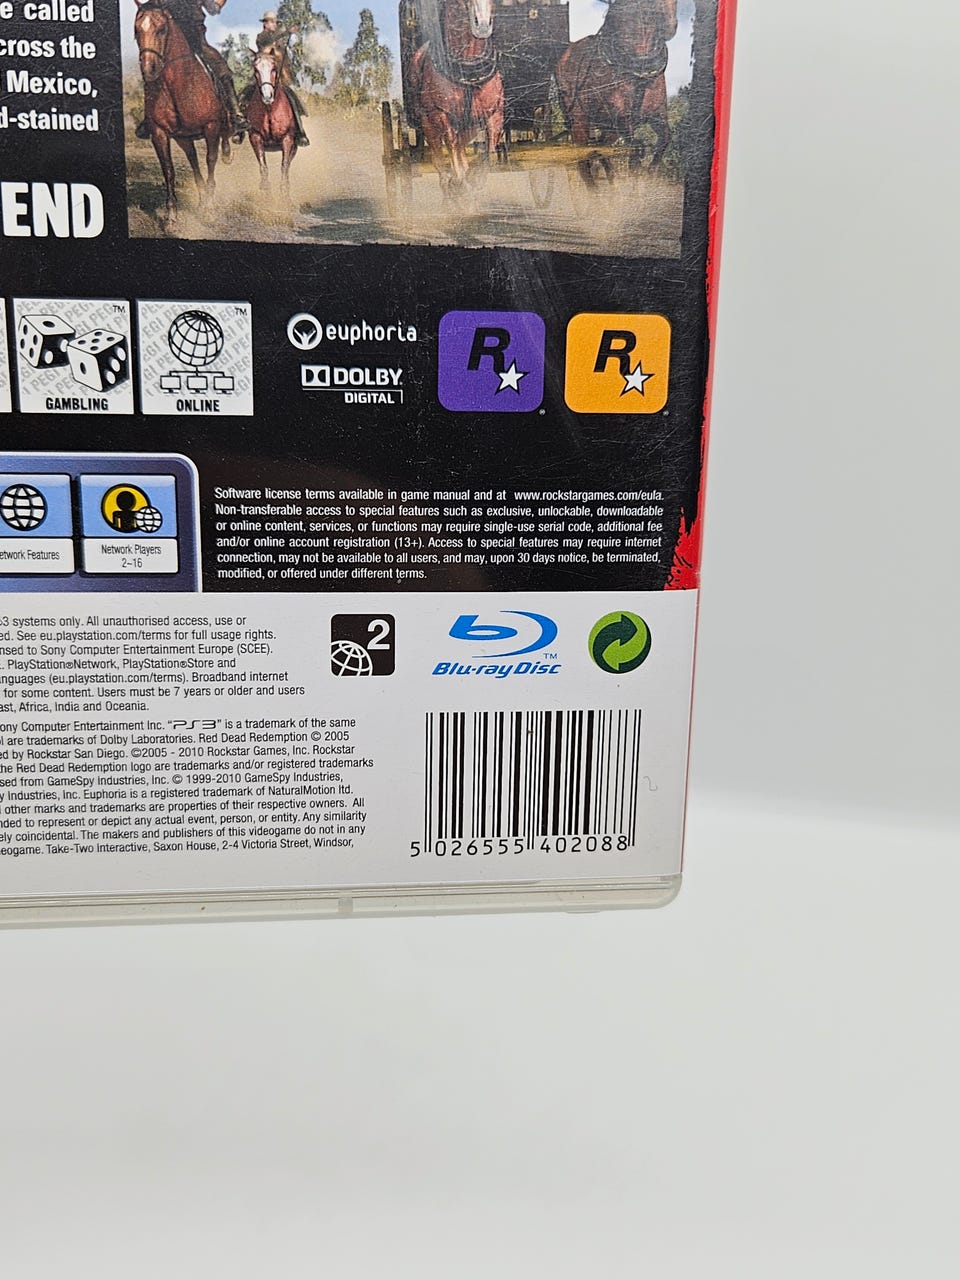 e called
cross the
Mexico,
d-stained
END
GAMBLING
TM
ONLINE
TM
euphoria
DOLBY
DIGITAL
R
R
etwork Features
Network Players
2-16
Software license terms available in game manual and at www.rockstargames.com/eula.
Non-transferable access to special features such as exclusive, unlockable, downloadable
or online content, services, or functions may require single-use serial code, additional fee
and/or online account registration (13+). Access to special features may require internet
connection, may not be available to all users, and may, upon 30 days notice, be terminated,
modified, or offered under different terms.
3 systems only. All unauthorised access, use or
ed. See eu.playstation.com/terms for full usage rights.
nsed to Sony Computer Entertainment Europe (SCEE).
. PlayStation®Network, PlayStation®Store and
anguages (eu.playstation.com/terms). Broadband internet
for some content. Users must be 7 years or older and users
ast, Africa, India and Oceania.
2
Blu-ray Disc
TM
ony Computer Entertainment Inc. "PS3" is a trademark of the same
ol are trademarks of Dolby Laboratories. Red Dead Redemption © 2005
ed by Rockstar San Diego. ©2005 - 2010 Rockstar Games, Inc. Rockstar
the Red Dead Redemption logo are trademarks and/or registered trademarks
sed from GameSpy Industries, Inc. © 1999-2010 GameSpy Industries,
y Industries, Inc. Euphoria is a registered trademark of NaturalMotion ltd.
other marks and trademarks are properties of their respective owners. All
nded to represent or depict any actual event, person, or entity. Any similarity
ely coincidental. The makers and publishers of this videogame do not in any
eogame. Take-Two Interactive, Saxon House, 2-4 Victoria Street, Windsor,
5 026555 402088